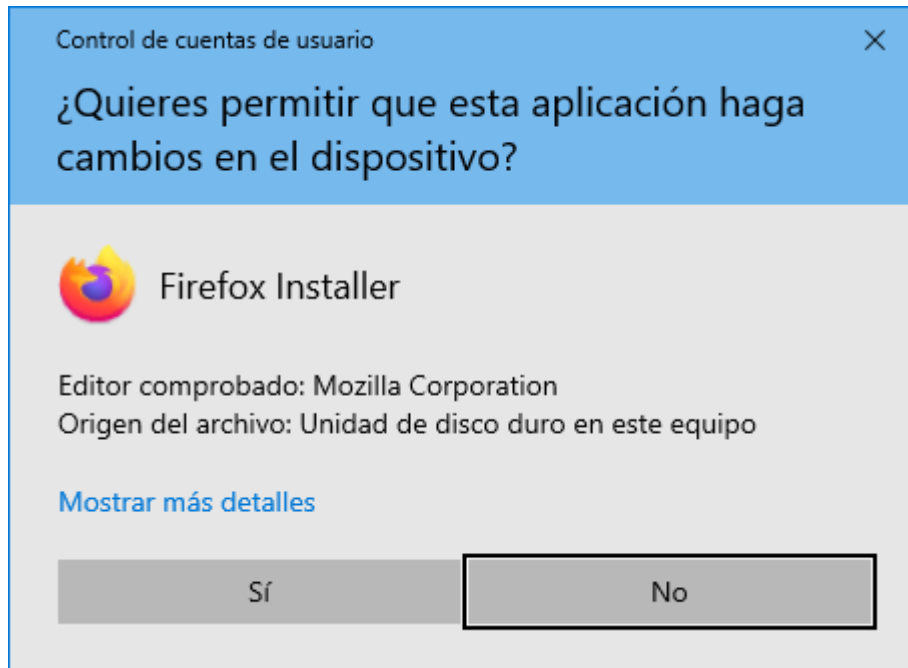 Control de cuentas de usuario
¿Quieres permitir que esta aplicación haga
cambios en el dispositivo?
Firefox Installer
Editor comprobado: Mozilla Corporation
Origen del archivo: Unidad de disco duro en este equipo
Mostrar más detalles
Sí
No